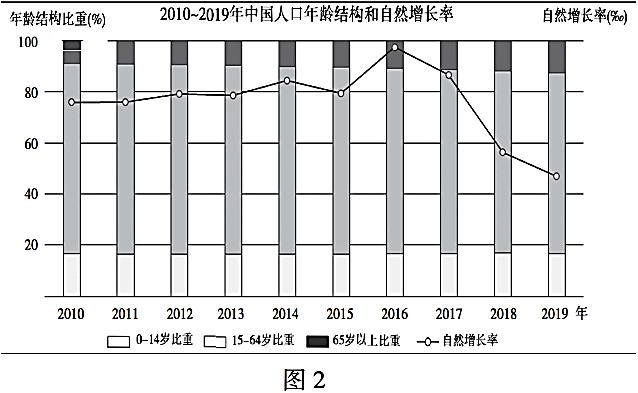 2010~2019年中国人口年龄结构和自然增长率
年龄结构比重(%)
自然增长率(‰)
100
80
60
40
20
2010 2011 2012 2013 2014 2015 2016 2017 2018 2019 年
0-14岁比重 15-64岁比重 65岁以上比重 自然增长率
图2